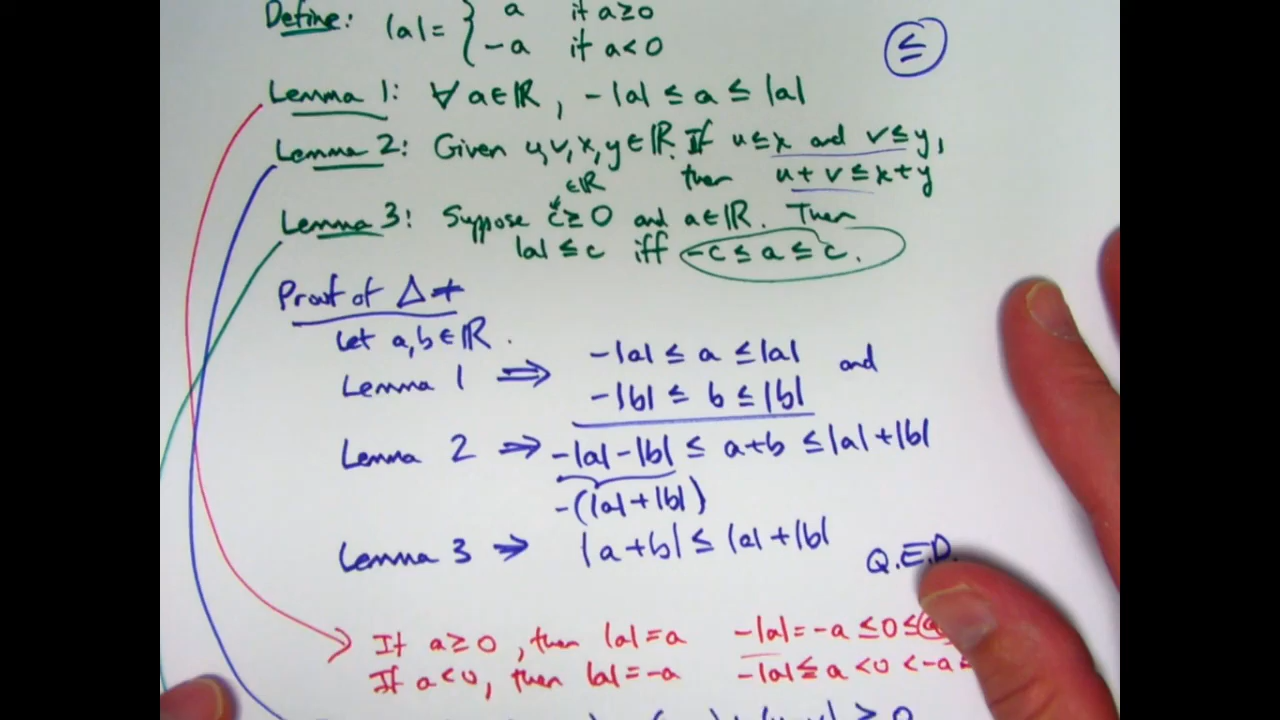 Define: |a| = { a if a ≥ 0
-a if a < 0
≤
Lemma 1: ∀ a∈ℝ, -|a| ≤ a ≤ |a|
Lemma 2: Given u,v,x,y∈ℝ. If u≤x and v≤y,
then u+v ≤ x+y
∈ℝ
Lemma 3: Suppose c≥0 and a∈ℝ. Then
|a| ≤ c iff -c ≤ a ≤ c.
Proof of Δ≠
Let a,b∈ℝ.
Lemma 1 ⇒ -|a| ≤ a ≤ |a| and
-|b| ≤ b ≤ |b|
Lemma 2 ⇒ -|a|-|b| ≤ a+b ≤ |a|+|b|
-(|a|+|b|)
Lemma 3 ⇒ |a+b| ≤ |a|+|b|
Q.E.D.
If a≥0, then |a|=a -|a|=-a ≤0≤ a
If a<0, then |a|=-a -|a|≤ a <0 < -a =
≥ 0